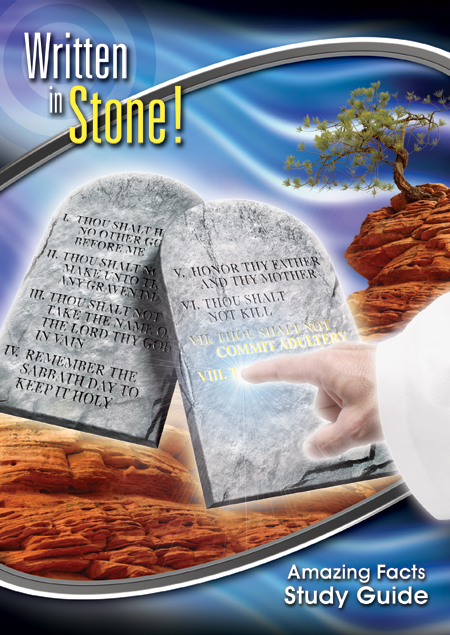 Written
in
Stone!
I. THOU SHALT H
NO OTHER GO
BEFORE ME
II. THOU SHALT NO
MAKE UNTO TH
ANY GRAVEN IM
III. THOU SHALT NOT
TAKE THE NAME O
THE LORD THY GOD
IN VAIN
IV. REMEMBER THE
SABBATH DAY TO
KEEP IT HOLY
V. HONOR THY FATHER
AND THY MOTHER
VI. THOU SHALT
NOT KILL
VII. THOU SHALT NOT
COMMIT ADULTERY
VIII. T
Amazing Facts
Study Guide